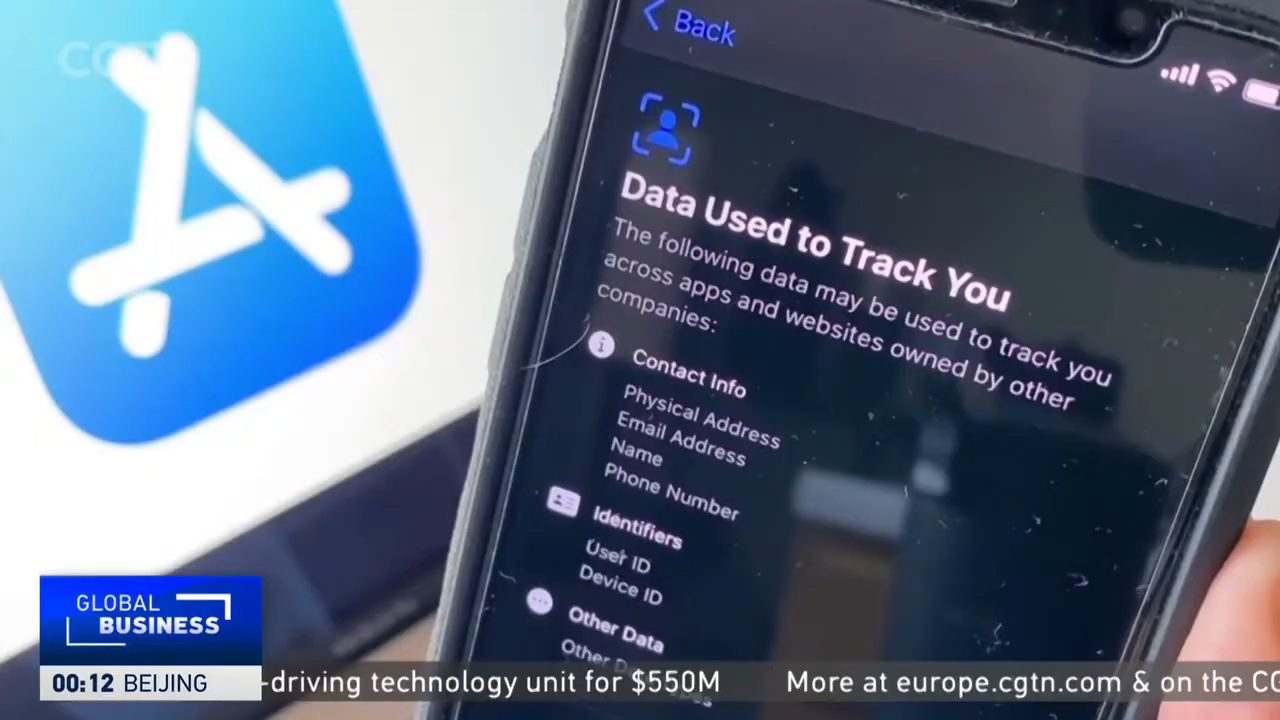 Back
Data Used to Track You
The following data may be used to track you
across apps and websites owned by other
companies:
Contact Info
Physical Address
Email Address
Name
Phone Number
Identifiers
User ID
Device ID
Other Data
Other
GLOBAL
BUSINESS
00:12 BEIJING
-driving technology unit for $550M More at europe.cgtn.com & on the CG